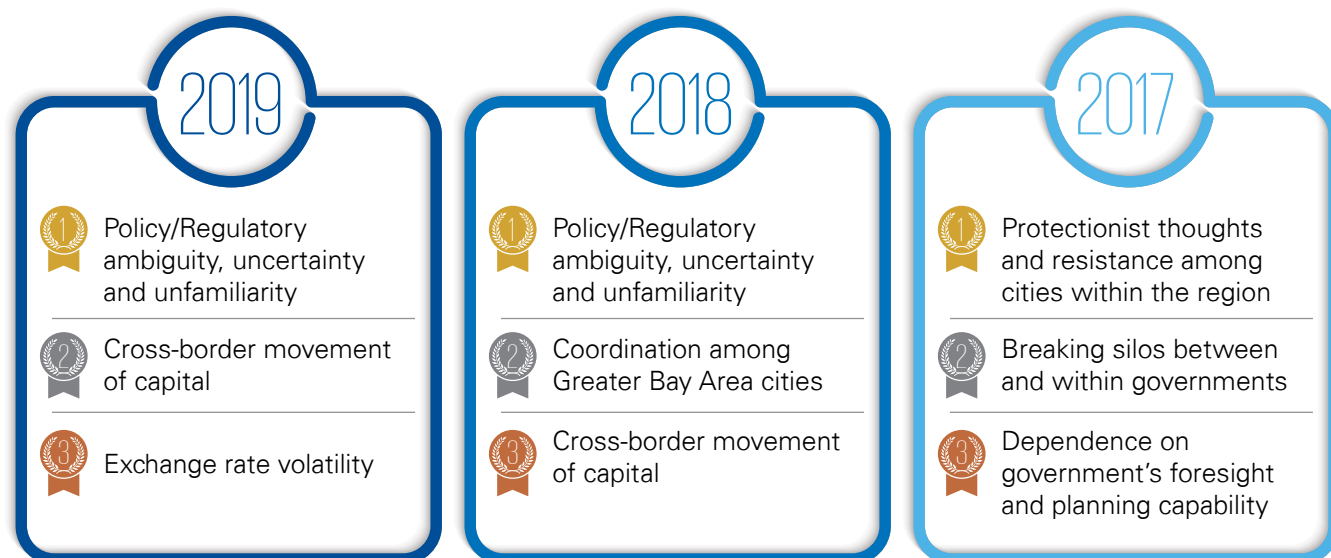 2019
1
Policy/Regulatory
ambiguity, uncertainty
and unfamiliarity
2
Cross-border movement
of capital
3
Exchange rate volatility
2018
1
Policy/Regulatory
ambiguity, uncertainty
and unfamiliarity
2
Coordination among
Greater Bay Area cities
3
Cross-border movement
of capital
2017
1
Protectionist thoughts
and resistance among
cities within the region
2
Breaking silos between
and within governments
3
Dependence on
government’s foresight
and planning capability